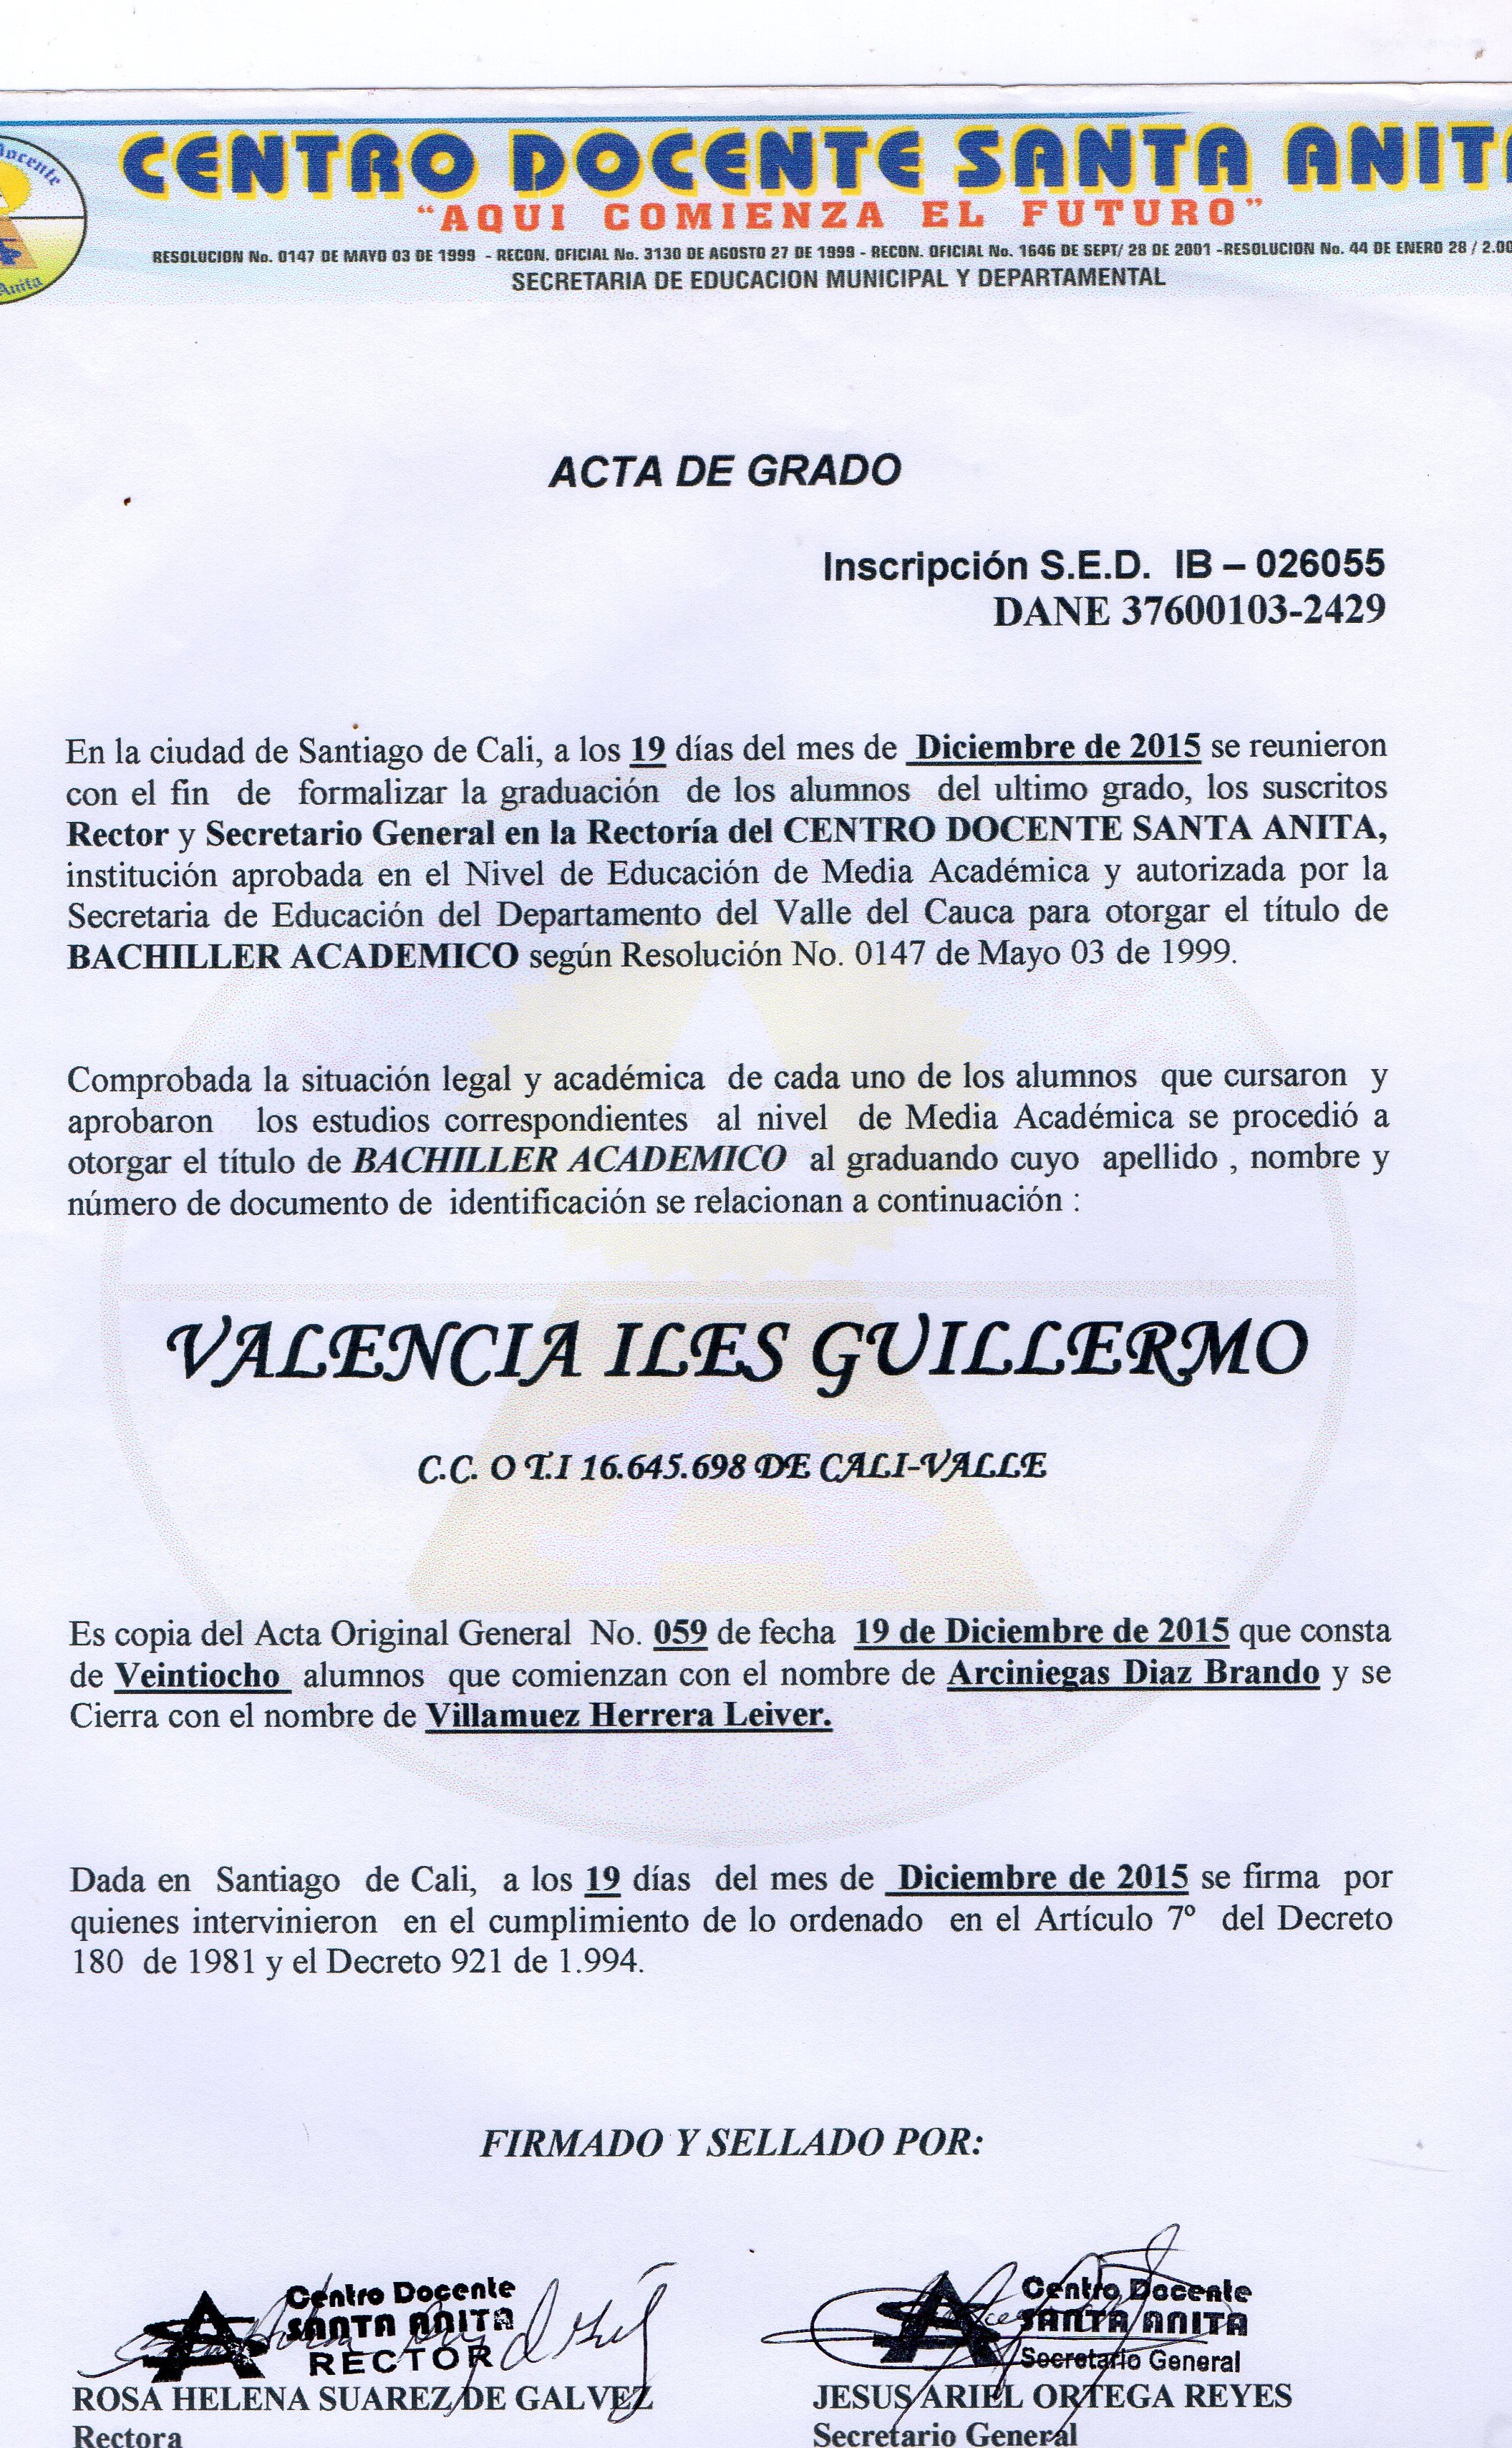 Docente
Anita
CENTRO DOCENTE SANTA ANITA
"AQUI COMIENZA EL FUTURO"
RESOLUCION No. 0147 DE MAYO 03 DE 1999 - RECON. OFICIAL No. 3130 DE AGOSTO 27 DE 1999 - RECON. OFICIAL No. 1646 DE SEPT/ 28 DE 2001 -RESOLUCION No. 44 DE ENERO 28 / 2.00
SECRETARIA DE EDUCACION MUNICIPAL Y DEPARTAMENTAL
ACTA DE GRADO
Inscripción S.E.D. IB – 026055
DANE 37600103-2429
En la ciudad de Santiago de Cali, a los 19 días del mes de Diciembre de 2015 se reunieron
con el fin de formalizar la graduación de los alumnos del ultimo grado, los suscritos
Rector y Secretario General en la Rectoría del CENTRO DOCENTE SANTA ANITA,
institución aprobada en el Nivel de Educación de Media Académica y autorizada por la
Secretaria de Educación del Departamento del Valle del Cauca para otorgar el título de
BACHILLER ACADEMICO según Resolución No. 0147 de Mayo 03 de 1999.
Comprobada la situación legal y académica de cada uno de los alumnos que cursaron y
aprobaron los estudios correspondientes al nivel de Media Académica se procedió a
otorgar el título de BACHILLER ACADEMICO al graduando cuyo apellido , nombre y
número de documento de identificación se relacionan a continuación :
VALENCIA ILES GUILLERMO
C.C. O T.I 16.645.698 DE CALI-VALLE
Es copia del Acta Original General No. 059 de fecha 19 de Diciembre de 2015 que consta
de Veintiocho alumnos que comienzan con el nombre de Arciniegas Diaz Brando y se
Cierra con el nombre de Villamuez Herrera Leiver.
Dada en Santiago de Cali, a los 19 días del mes de Diciembre de 2015 se firma por
quienes intervinieron en el cumplimiento de lo ordenado en el Artículo 7º del Decreto
180 de 1981 y el Decreto 921 de 1.994.
FIRMADO Y SELLADO POR:
Centro Docente
SANTA ANITA
RECTOR
ROSA HELENA SUAREZ DE GALVEZ
Rectora
Centro Docente
SANTA ANITA
Secretario General
JESUS ARIEL ORTEGA REYES
Secretario General